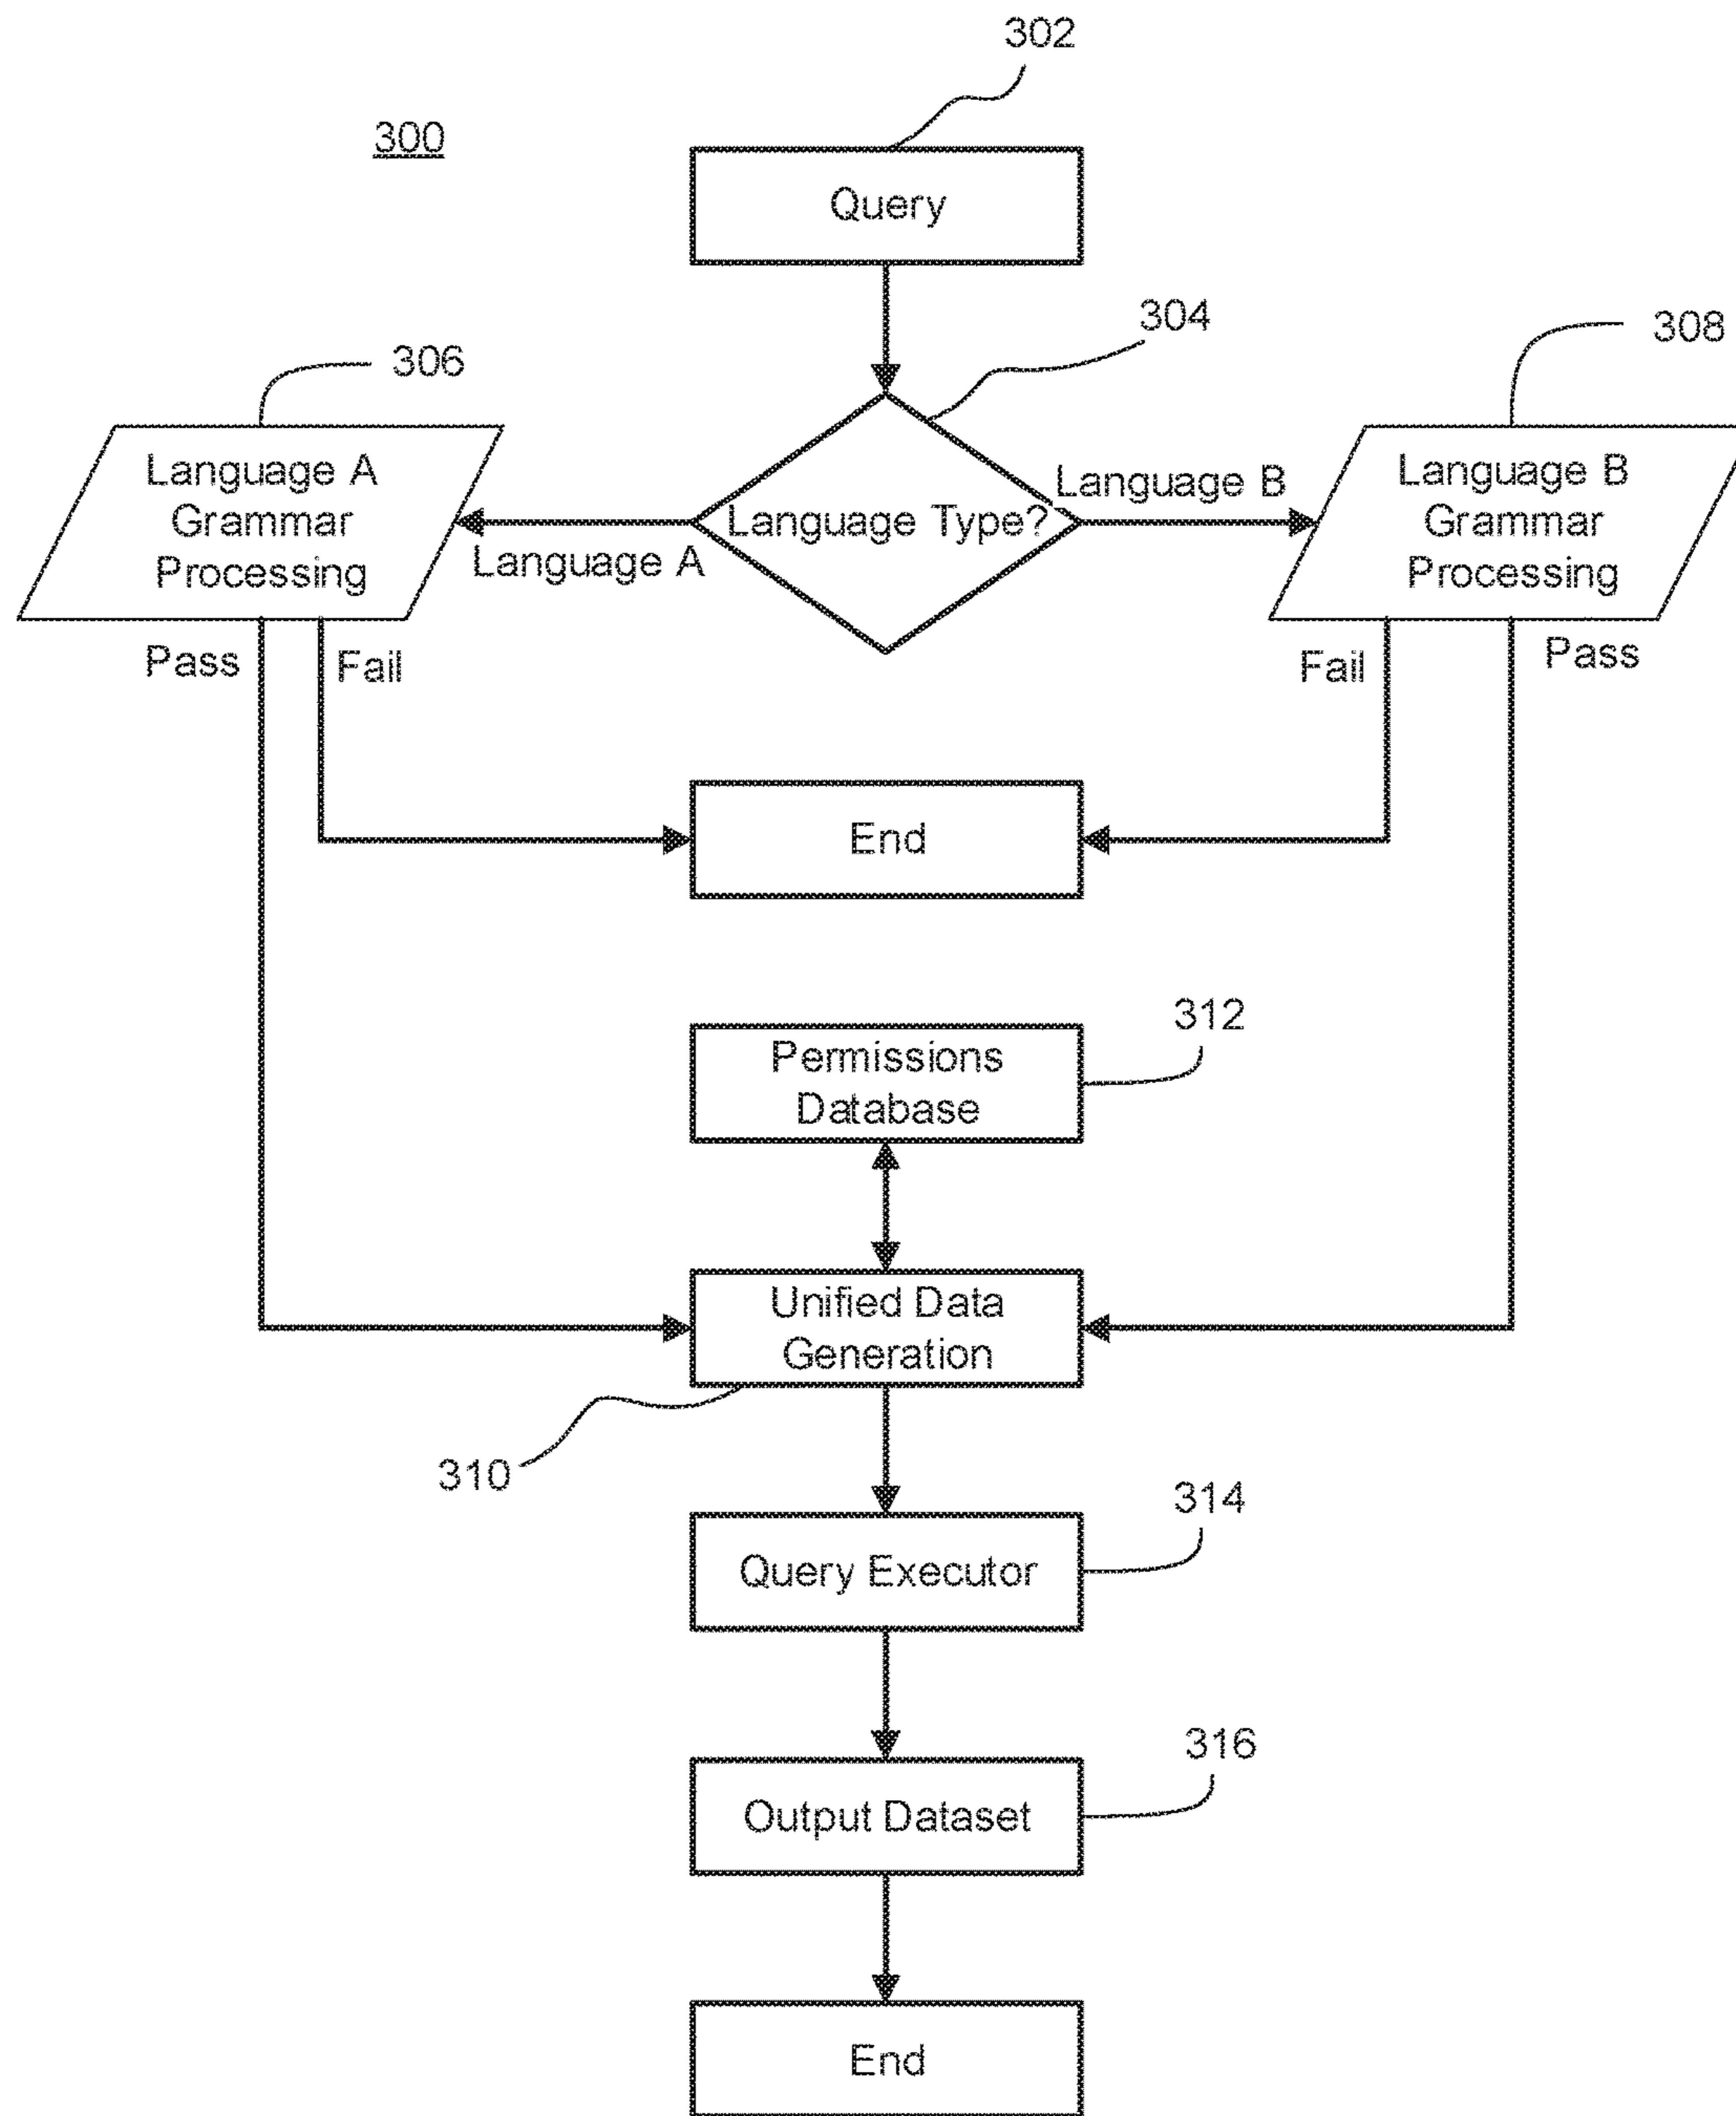 302
300
Query
304
308
306
Language A
Grammar
Processing
Language B
Language Type?
Language A
Language B
Grammar
Processing
Pass
Fail
Fail
Pass
End
312
Permissions
Database
Unified Data
Generation
310
314
Query Executor
316
Output Dataset
End